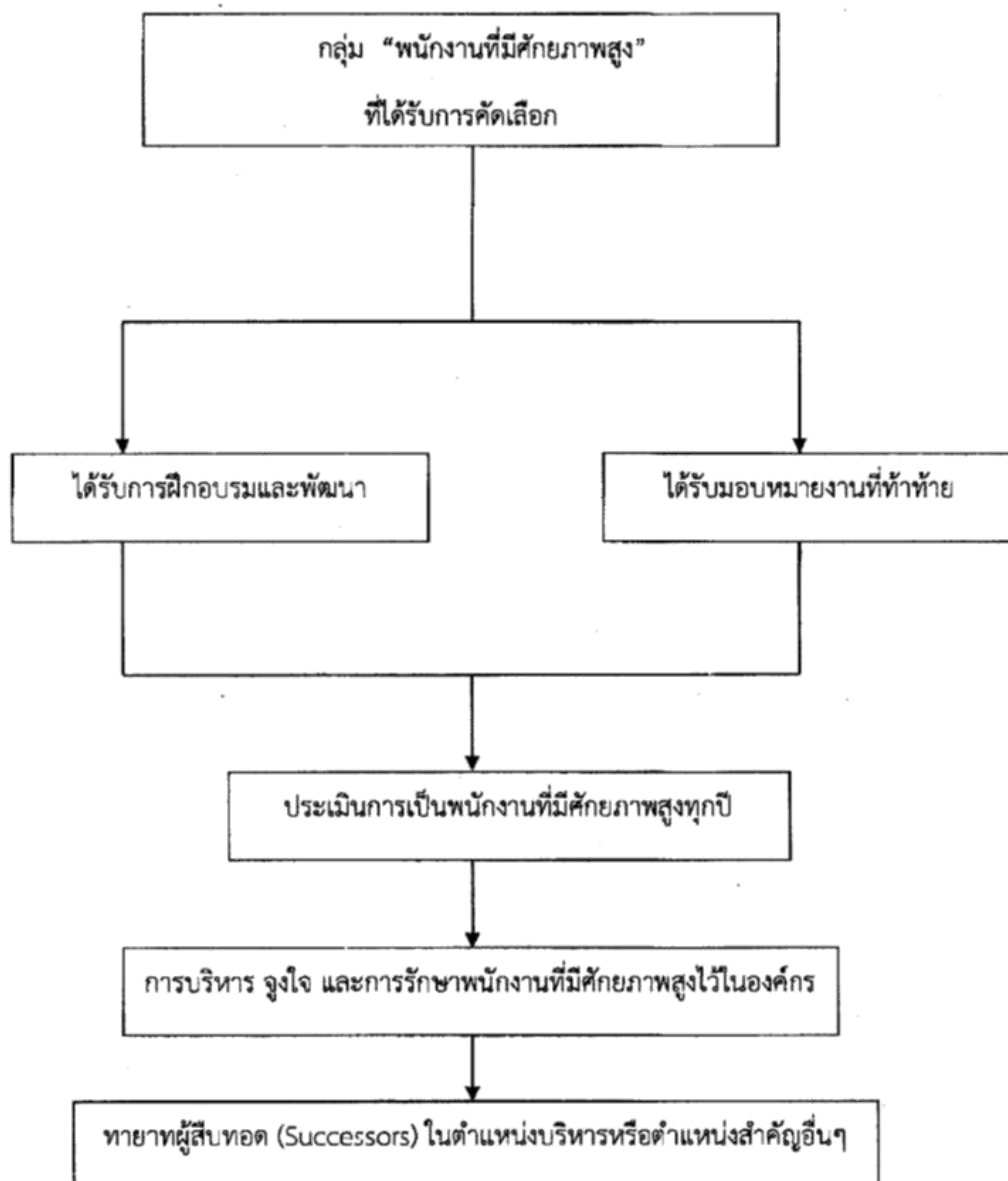 กลุ่ม “พนักงานที่มีศักยภาพสูง”
ที่ได้รับการคัดเลือก
ได้รับการฝึกอบรมและพัฒนา
ได้รับมอบหมายงานที่ท้าทาย
ประเมินการเป็นพนักงานที่มีศักยภาพสูงทุกปี
การบริหาร จูงใจ และการรักษาพนักงานที่มีศักยภาพสูงไว้ในองค์กร
ทายาทผู้สืบทอด (Successors) ในตำแหน่งบริหารหรือตำแหน่งสำคัญอื่นๆ